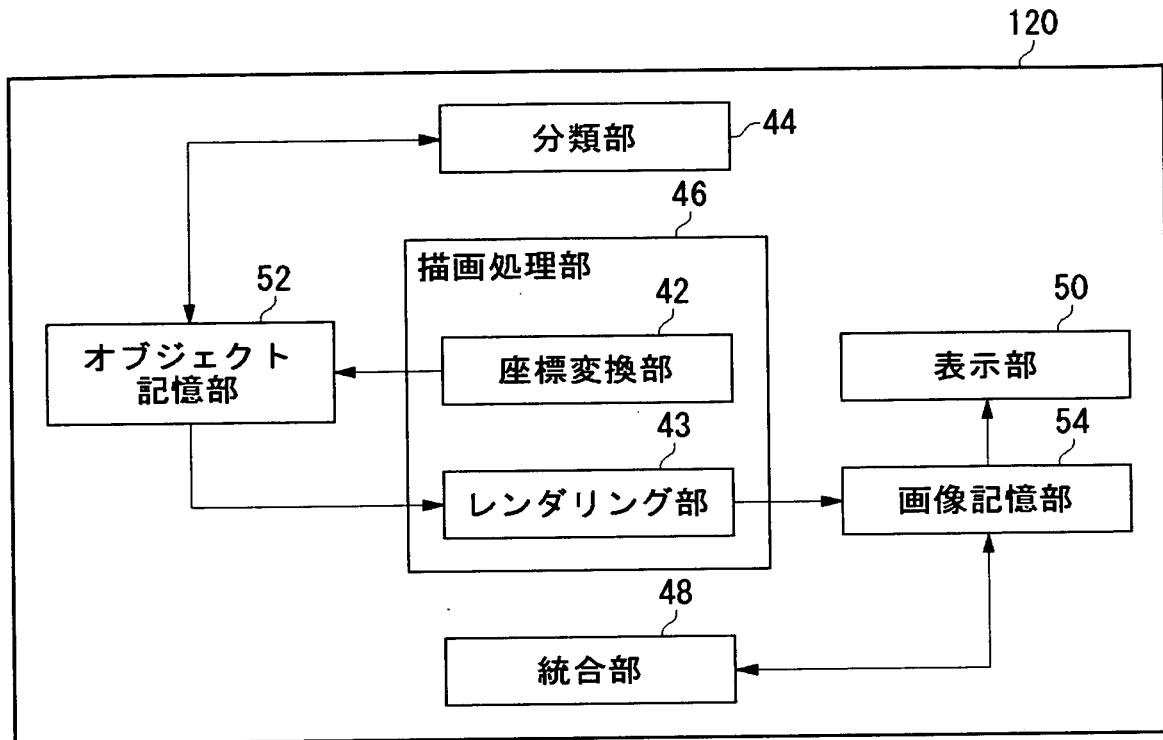 120
分類部
44
46
描画処理部
52
オブジェクト
記憶部
42
座標変換部
50
表示部
43
レンダリング部
54
画像記憶部
48
統合部